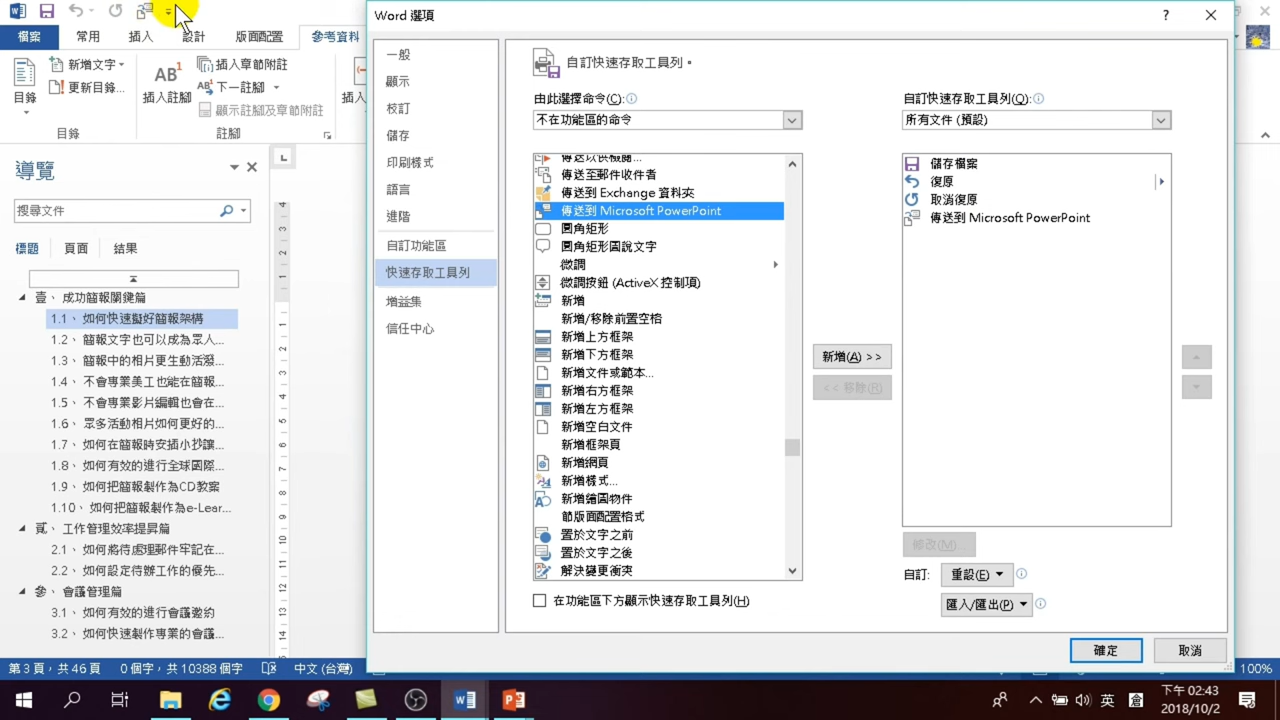 檔案
常用
插入
設計
版面配置
參考資料
目錄
新增文字
更新目錄...
目錄
AB1
插入註腳
插入章節附註
下一註腳
顯示註腳及章節附註
註腳
插入
導覽
搜尋文件
標題 頁面 結果
壹、 成功簡報關鍵篇
1.1、 如何快速擬好簡報架構
1.2、 簡報文字也可以成為眾人...
1.3、 簡報中的相片更生動活潑...
1.4、 不會專業美工也能在簡報...
1.5、 不會專業影片編輯也會在...
1.6、 眾多活動相片如何更好的...
1.7、 如何在簡報時安插小抄讓...
1.8、 如何有效的進行全球國際...
1.9、 如何把簡報製作為CD教案
1.10、 如何把簡報製作為e-Lear...
貳、 工作管理效率提昇篇
2.1、 如何將待處理郵件牢記在...
2.2、 如何設定待辦工作的優先...
參、 會議管理篇
3.1、 如何有效的進行會議邀約
3.2、 如何快速製作專業的會議...
第 3 頁，共 46 頁 0 個字，共 10388 個字 中文 (台灣)
100%
Word 選項
?
一般
顯示
校訂
儲存
印刷樣式
語言
進階
自訂功能區
快速存取工具列
增益集
信任中心
自訂快速存取工具列。
由此選擇命令(C):
不在功能區的命令
傳送以供檢閱...
傳送至郵件收件者
傳送到 Exchange 資料夾
傳送到 Microsoft PowerPoint
圓角矩形
圓角矩形圖說文字
微調
微調按鈕 (ActiveX 控制項)
新增
新增/移除前置空格
新增上方框架
新增下方框架
新增文件或範本...
新增右方框架
新增左方框架
新增空白文件
新增框架頁
新增網頁
新增樣式...
新增繪圖物件
節版面配置格式
置於文字之前
置於文字之後
解決變更衝突
在功能區下方顯示快速存取工具列(H)
新增(A) >>
<< 移除(R)
自訂快速存取工具列(Q):
所有文件 (預設)
儲存檔案
復原
取消復原
傳送到 Microsoft PowerPoint
修改(M)...
自訂: 重設(E)
匯入/匯出(P)
確定 取消
英
下午 02:43
2018/10/2